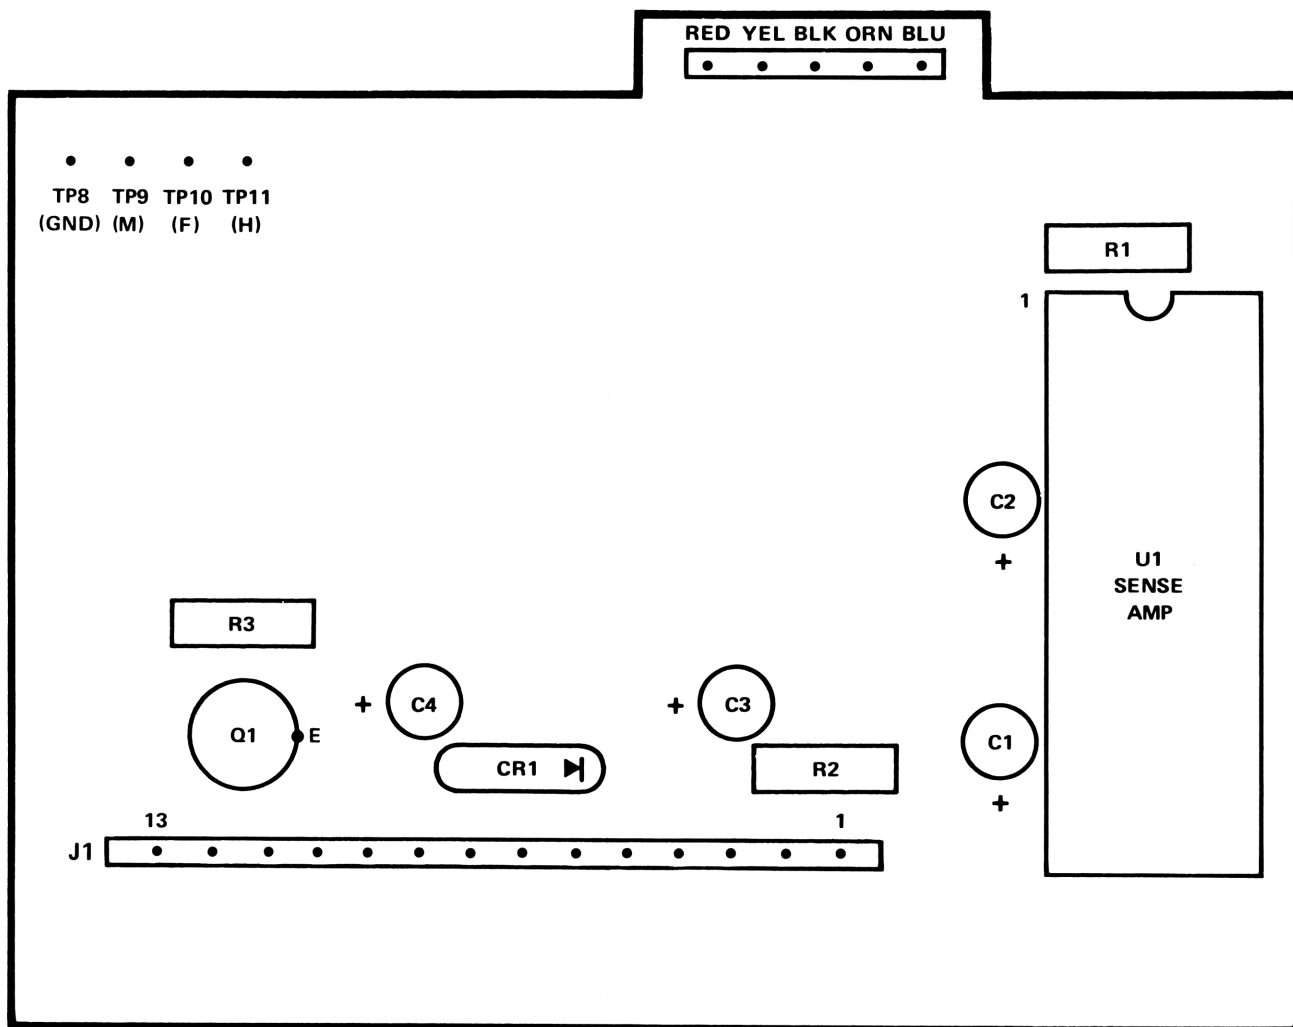 RED YEL BLK ORN BLU
TP8 TP9 TP10 TP11
(GND) (M) (F) (H)
R1
1
C2
+
U1
SENSE
AMP
R3
+ C4
+ C3
Q1 E
C1
CR1
R2
+
13 1
J1